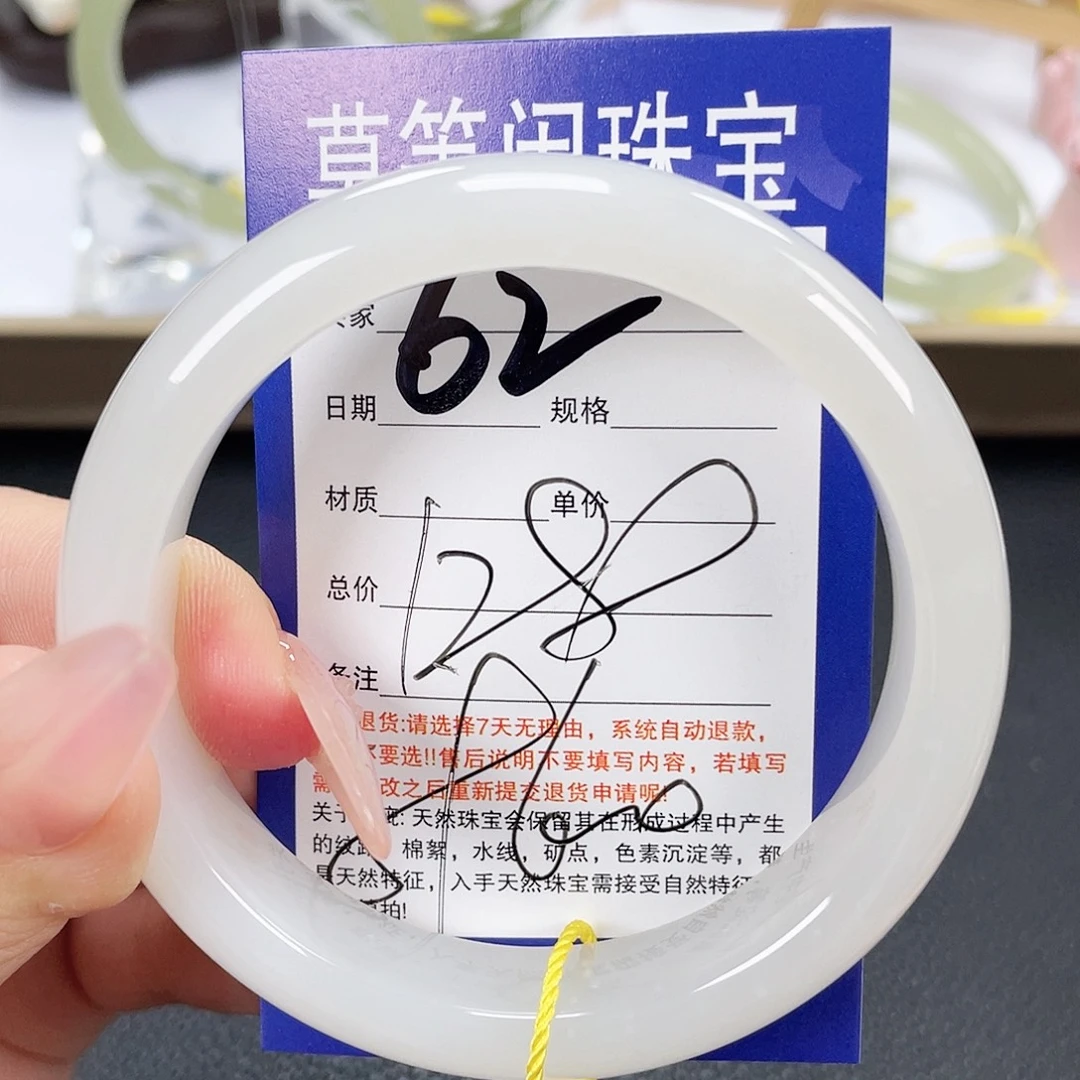 珠宝
家
62
日期 规格
材质 单价
128
总价
备注
退货:请选择7天无理由，系统自动退款，
要选!!售后说明不要填写内容，若填写
需 改之后重新提交退货申请呢!
关于 疵: 天然珠宝会保留其在形成过程中产生
的纹路，棉絮，水线，矿点，色素沉淀等，都
是天然特征，入手天然珠宝需接受自然特征
拍!